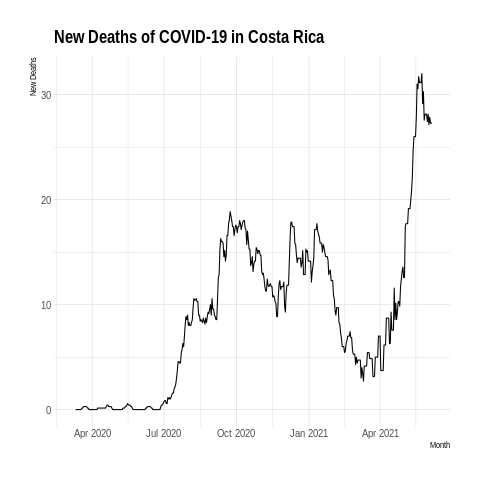 New Deaths of COVID-19 in Costa Rica
New Deaths
30
20
10
0
Apr 2020
Jul 2020
Oct 2020
Jan 2021
Apr 2021
Month